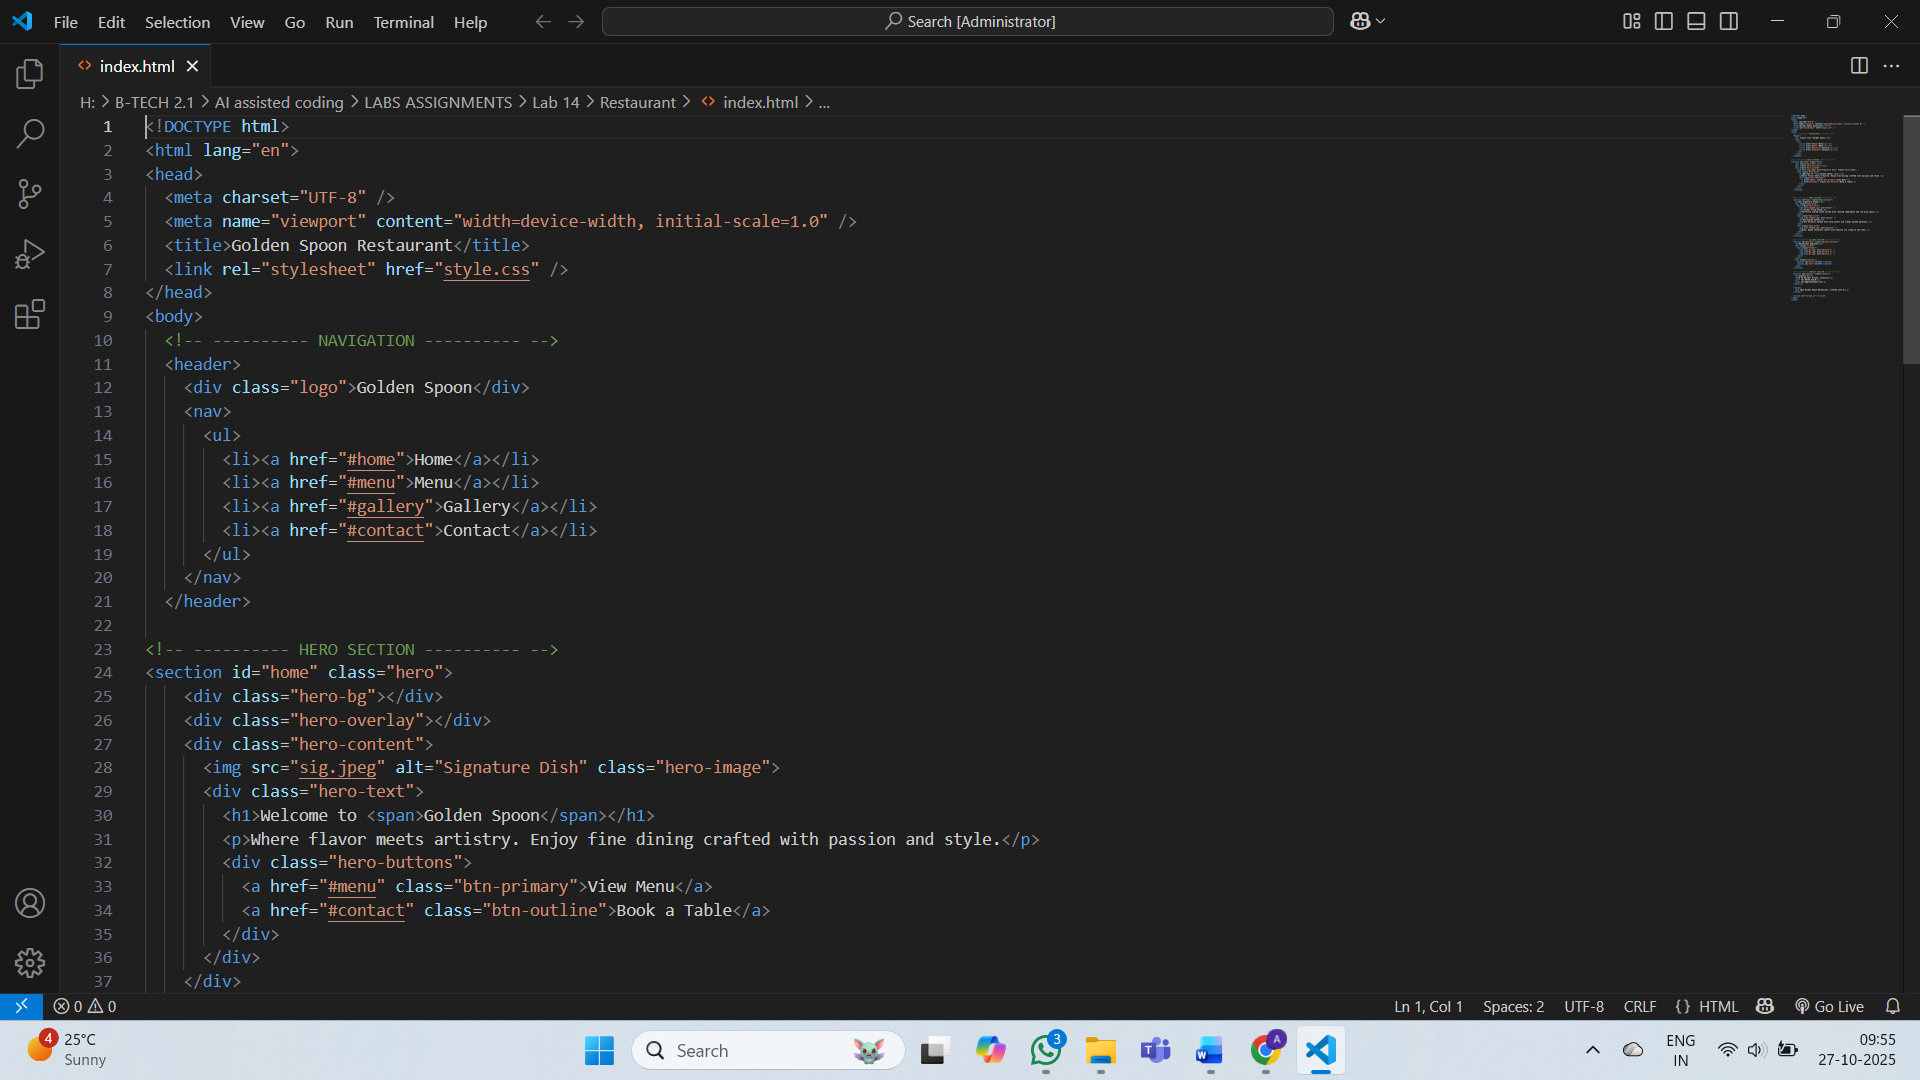 File Edit Selection View Go Run Terminal Help
Search [Administrator]
index.html
H: > B-TECH 2.1 > AI assisted coding > LABS ASSIGNMENTS > Lab 14 > Restaurant > index.html > ...
1 <!DOCTYPE html>
2 <html lang="en">
3 <head>
4 <meta charset="UTF-8" />
5 <meta name="viewport" content="width=device-width, initial-scale=1.0" />
6 <title>Golden Spoon Restaurant</title>
7 <link rel="stylesheet" href="style.css" />
8 </head>
9 <body>
10 <!-- ---------- NAVIGATION ---------- -->
11 <header>
12 <div class="logo">Golden Spoon</div>
13 <nav>
14 <ul>
15 <li><a href="#home">Home</a></li>
16 <li><a href="#menu">Menu</a></li>
17 <li><a href="#gallery">Gallery</a></li>
18 <li><a href="#contact">Contact</a></li>
19 </ul>
20 </nav>
21 </header>
22
23 <!-- ---------- HERO SECTION ---------- -->
24 <section id="home" class="hero">
25 <div class="hero-bg"></div>
26 <div class="hero-overlay"></div>
27 <div class="hero-content">
28 <img src="sig.jpeg" alt="Signature Dish" class="hero-image">
29 <div class="hero-text">
30 <h1>Welcome to <span>Golden Spoon</span></h1>
31 <p>Where flavor meets artistry. Enjoy fine dining crafted with passion and style.</p>
32 <div class="hero-buttons">
33 <a href="#menu" class="btn-primary">View Menu</a>
34 <a href="#contact" class="btn-outline">Book a Table</a>
35 </div>
36 </div>
37 </div>
0 0
Ln 1, Col 1 Spaces: 2 UTF-8 CRLF {} HTML Go Live
4
25°C
Sunny
Search
3
A
ENG
IN
09:55
27-10-2025